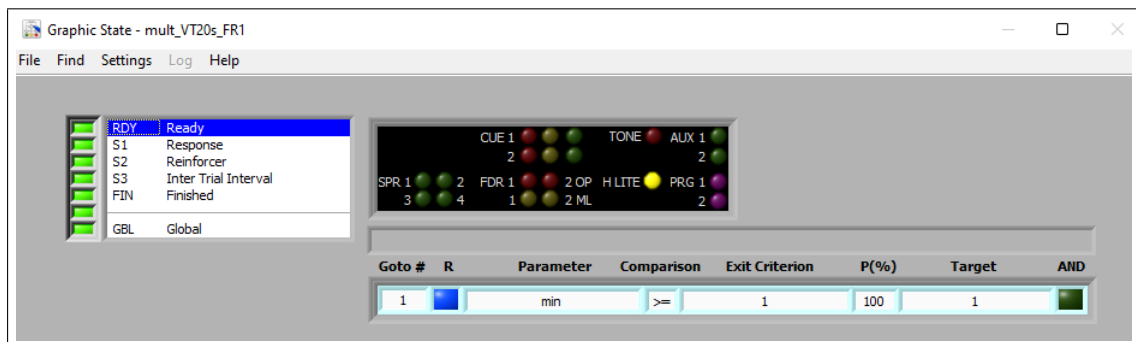 Graphic State - mult_VT20s_FR1
File Find Settings Log Help
RDY Ready
S1 Response
S2 Reinforcer
S3 Inter Trial Interval
FIN Finished
GBL Global
CUE 1 TONE AUX 1
2 2
SPR 1 2 FDR 1 2 OP H LITE PRG 1
3 4 1 2 ML 2
Goto # R Parameter Comparison Exit Criterion P(%) Target AND
1 min >= 1 100 1